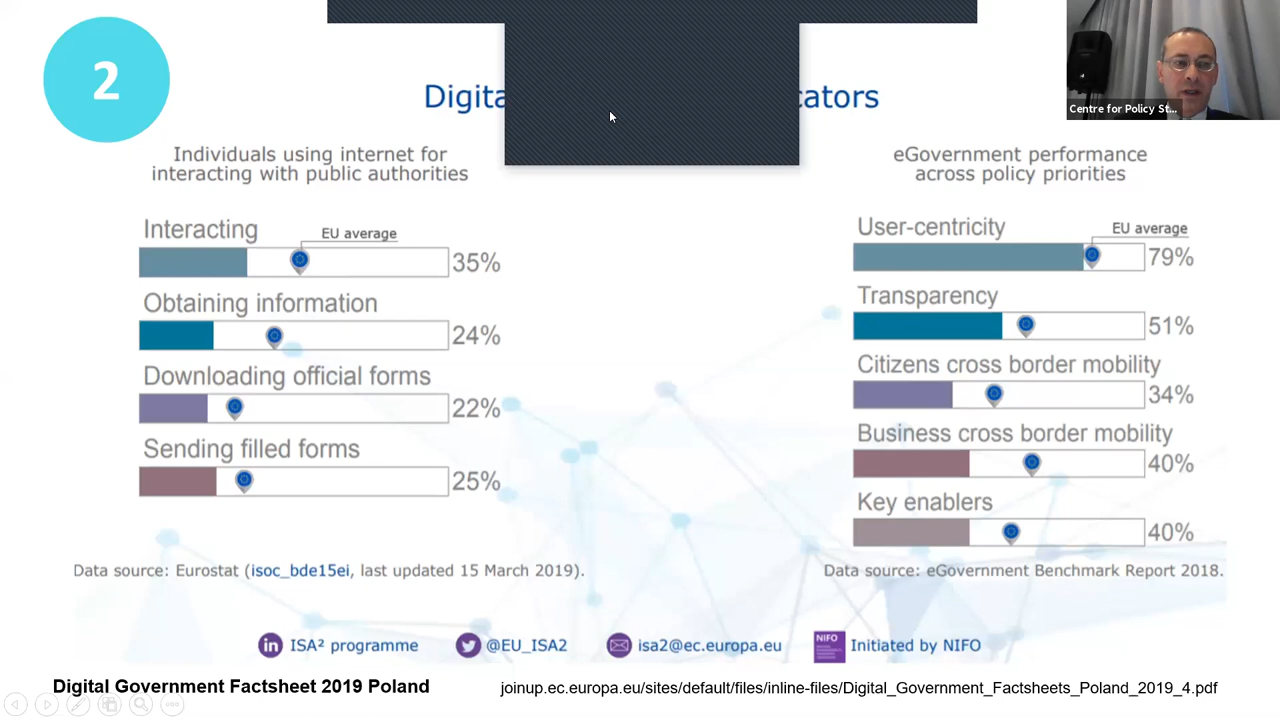 2
Digita
cators
Centre for Policy St...
Individuals using internet for
interacting with public authorities
Interacting
EU average
35%
Obtaining information
24%
Downloading official forms
22%
Sending filled forms
25%
Data source: Eurostat (isoc_bde15ei, last updated 15 March 2019).
eGovernment performance
across policy priorities
User-centricity
EU average
79%
Transparency
51%
Citizens cross border mobility
34%
Business cross border mobility
40%
Key enablers
40%
Data source: eGovernment Benchmark Report 2018.
in ISA² programme
@EU_ISA2
isa2@ec.europa.eu
NIFO
Initiated by NIFO
Digital Government Factsheet 2019 Poland
joinup.ec.europa.eu/sites/default/files/inline-files/Digital_Government_Factsheets_Poland_2019_4.pdf